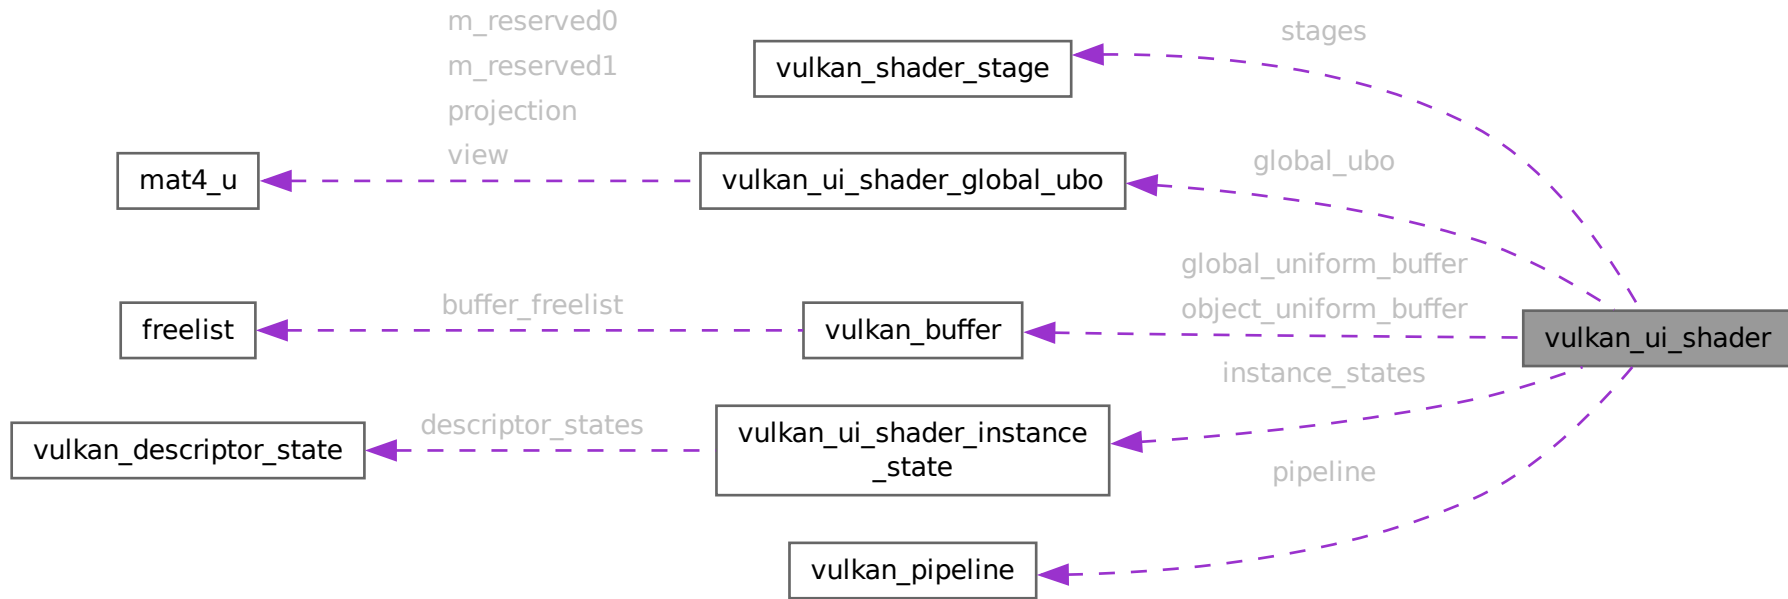 m_reserved0
m_reserved1
projection
view
stages
vulkan_shader_stage
global_ubo
mat4_u
vulkan_ui_shader_global_ubo
global_uniform_buffer
object_uniform_buffer
buffer_freelist
freelist
vulkan_buffer
vulkan_ui_shader
instance_states
descriptor_states
vulkan_descriptor_state
vulkan_ui_shader_instance
_state
pipeline
vulkan_pipeline